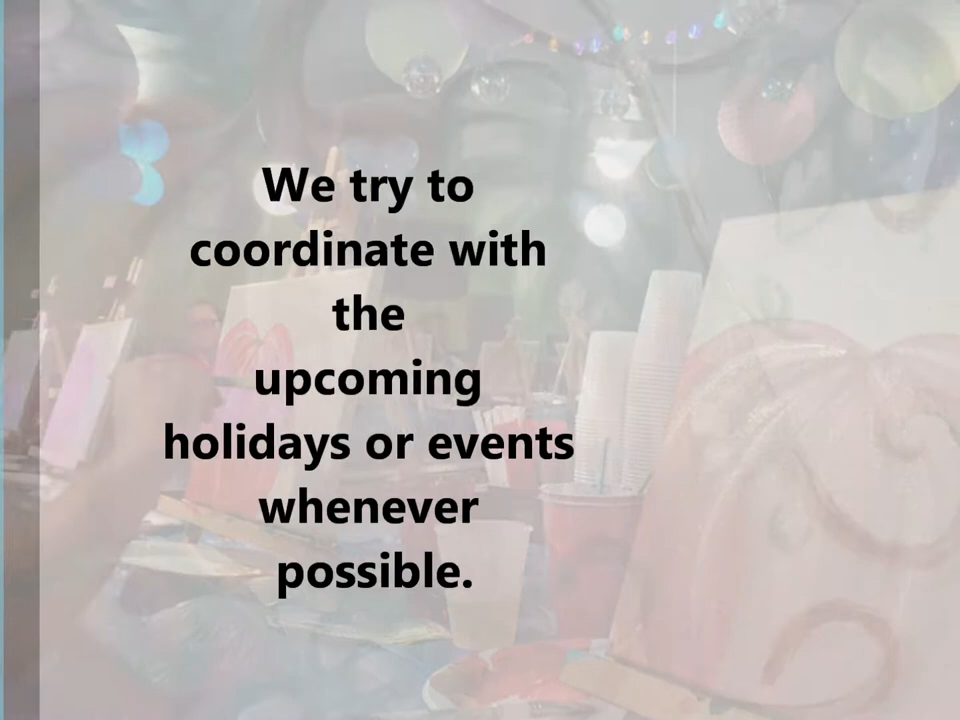 We try to
coordinate with
the
upcoming
holidays or events
whenever
possible.